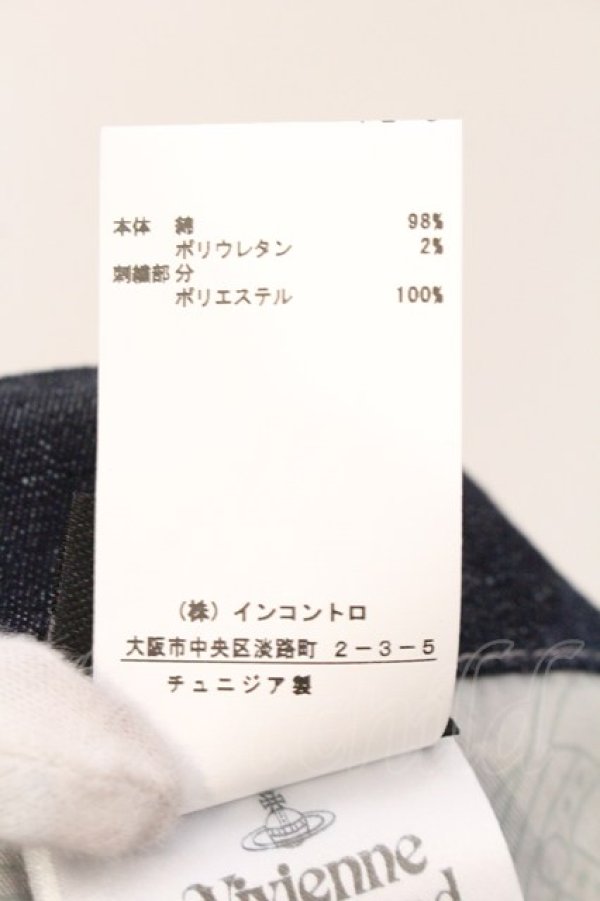 本体 綿 98%
ポリウレタン 2%
刺繍部分
ポリエステル 100%
(株)インコントロ
大阪市中央区淡路町 2-3-5
チュニジア製
Vivienne